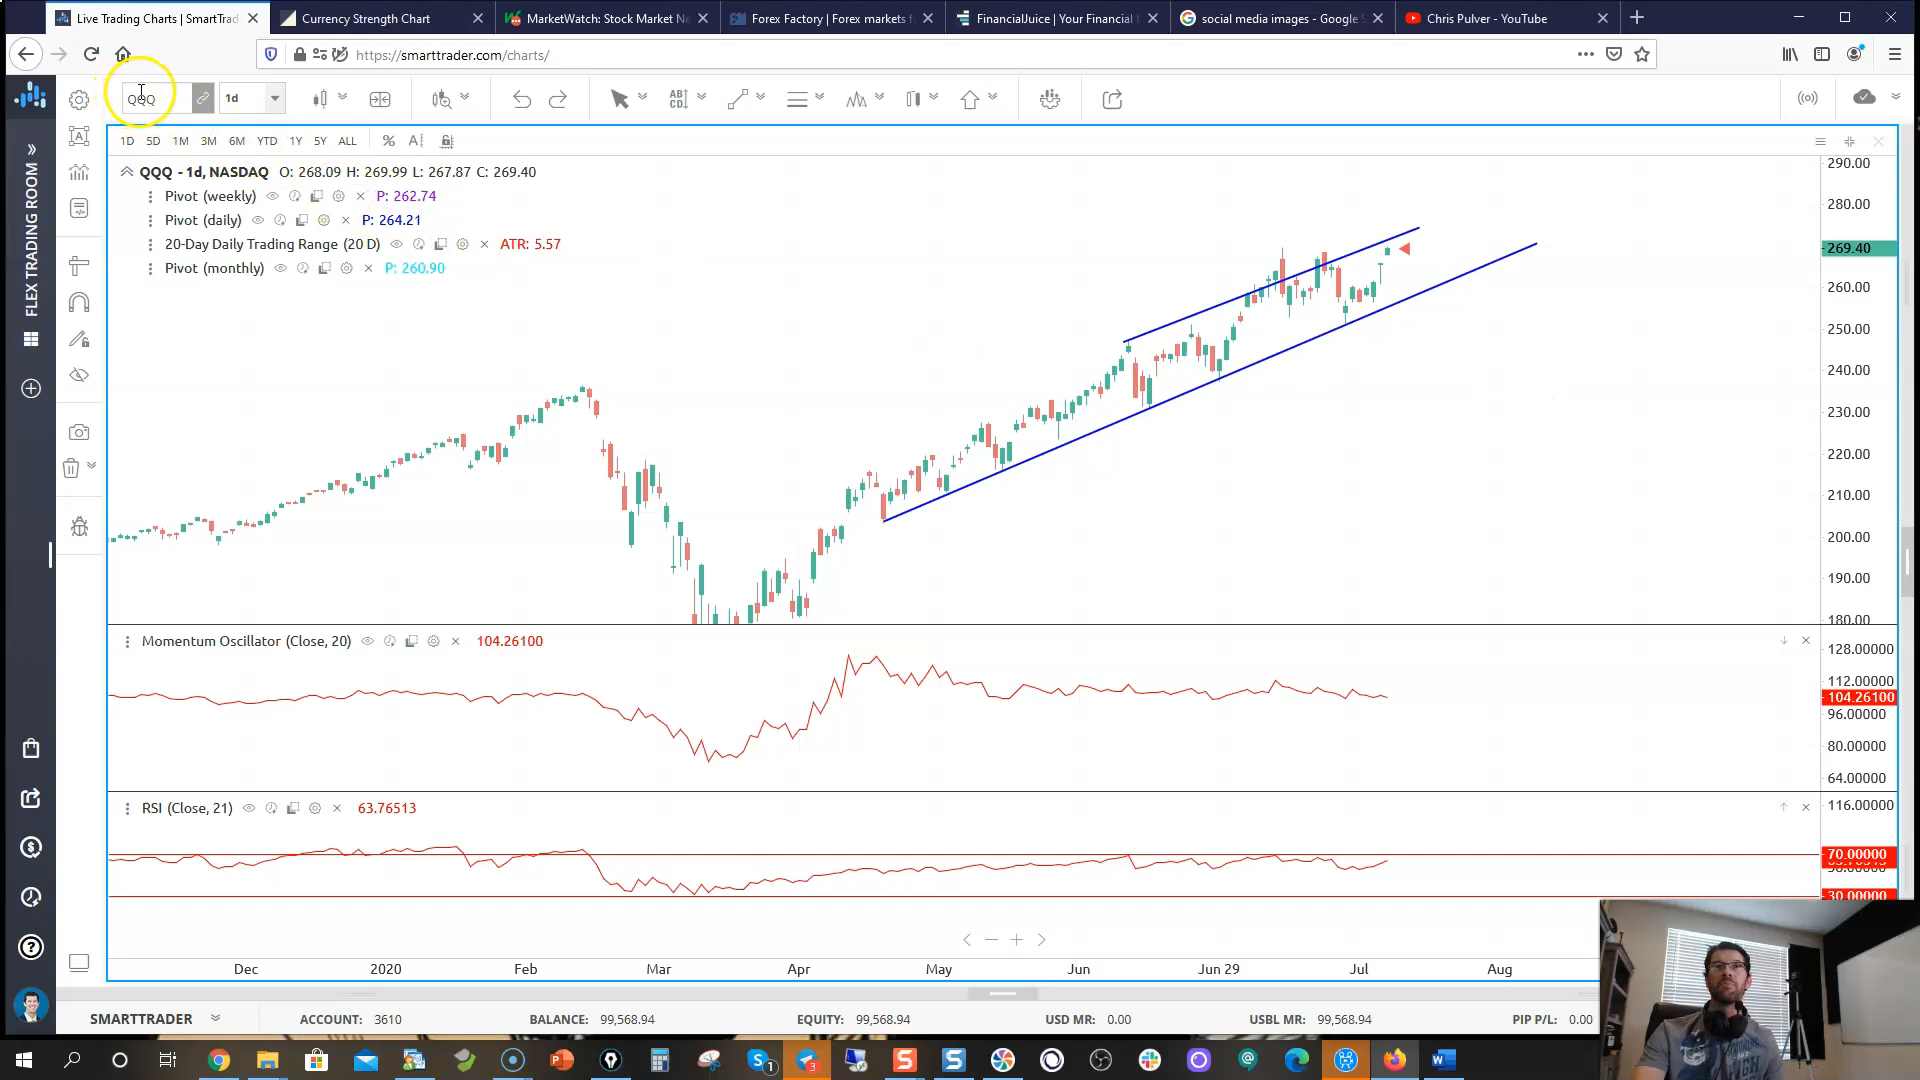 Live Trading Charts | SmartTrad
Currency Strength Chart
MarketWatch: Stock Market Ne
Forex Factory | Forex markets f
FinancialJuice | Your Financial
social media images - Google S
Chris Pulver - YouTube
https://smarttrader.com/charts/
QQQ
1d
1D 5D 1M 3M 6M YTD 1Y 5Y ALL % A
QQQ - 1d, NASDAQ O: 268.09 H: 269.99 L: 267.87 C: 269.40
Pivot (weekly) P: 262.74
Pivot (daily) P: 264.21
20-Day Daily Trading Range (20 D) ATR: 5.57
Pivot (monthly) P: 260.90
FLEX TRADING ROOM
290.00
280.00
269.40
260.00
250.00
240.00
230.00
220.00
210.00
200.00
190.00
180.00
Momentum Oscillator (Close, 20) 104.26100
128.00000
112.00000
104.26100
96.00000
80.00000
64.00000
RSI (Close, 21) 63.76513
116.00000
70.00000
30.00000
Dec 2020 Feb Mar Apr May Jun Jun 29 Jul Aug
SMARTTRADER ACCOUNT: 3610 BALANCE: 99,568.94 EQUITY: 99,568.94 USD MR: 0.00 USBL MR: 99,568.94 PIP P/L: 0.00